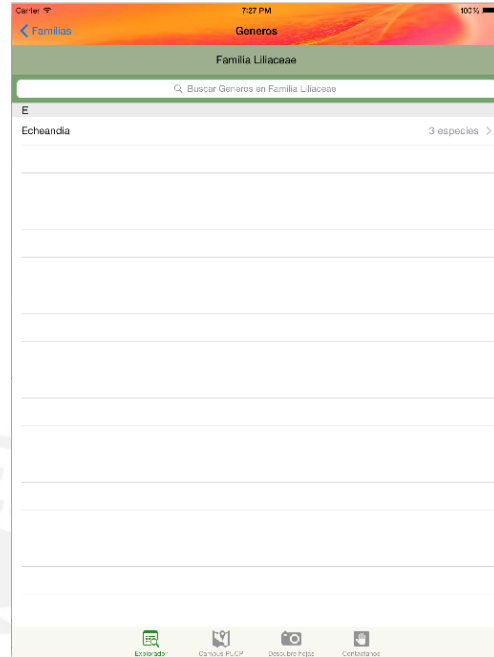 Carrier 7:27 PM 100%
Familias Generos
Familia Liliaceae
Buscar Generos en Familia Liliaceae
E
Echeandia 3 especies
Explorador Campus PUCP Descubre hojas Contactanos